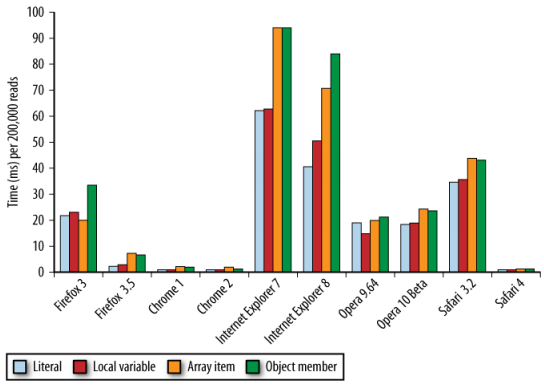 Time (ms) per 200,000 reads
100
90
80
70
60
50
40
30
20
10
0
Firefox 3
Firefox 3.5
Chrome 1
Chrome 2
Internet Explorer 7
Internet Explorer 8
Opera 9.64
Opera 10 Beta
Safari 3.2
Safari 4
Literal
Local variable
Array item
Object member